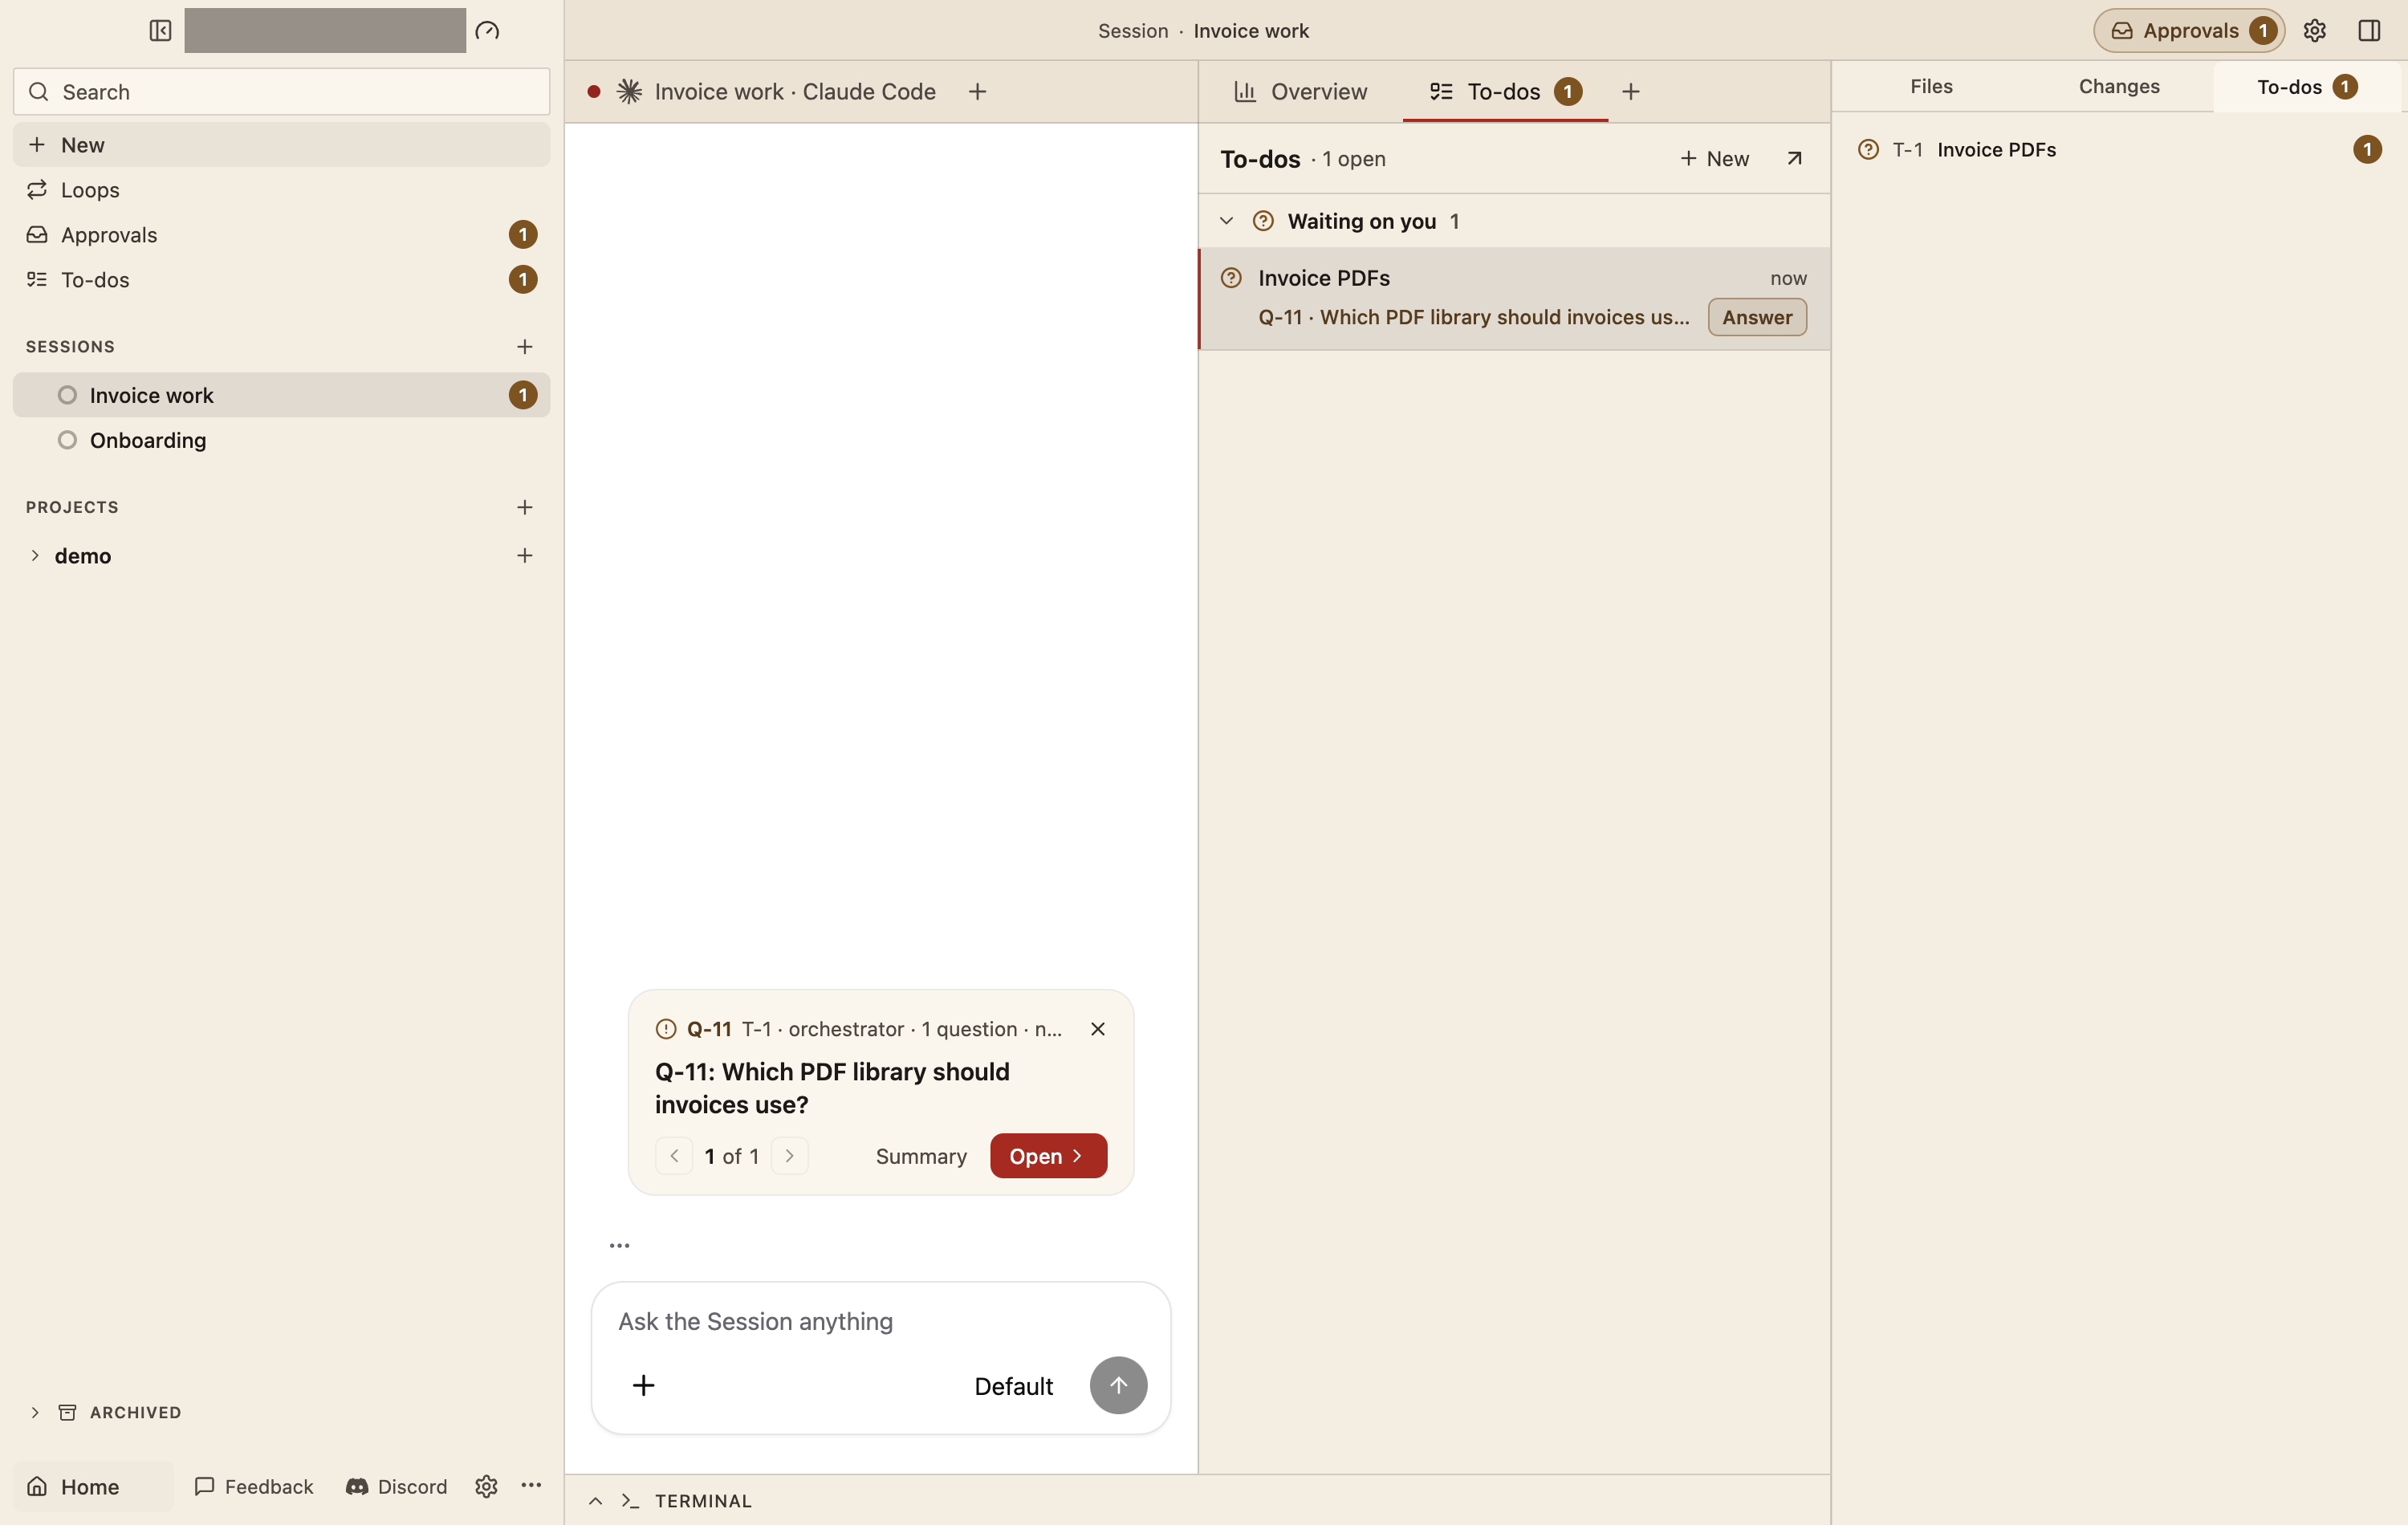 Session · Invoice work
Approvals 1
Search
New
Loops
Approvals 1
To-dos 1
SESSIONS
Invoice work 1
Onboarding
PROJECTS
demo
ARCHIVED
Home
Feedback
Discord
Invoice work · Claude Code
Q-11 T-1 · orchestrator · 1 question · n...
Q-11: Which PDF library should
invoices use?
1 of 1
Summary
Open
Ask the Session anything
Default
TERMINAL
Overview
To-dos 1
To-dos · 1 open
New
Waiting on you 1
Invoice PDFs
now
Q-11 · Which PDF library should invoices us...
Answer
Files
Changes
To-dos 1
T-1 Invoice PDFs 1